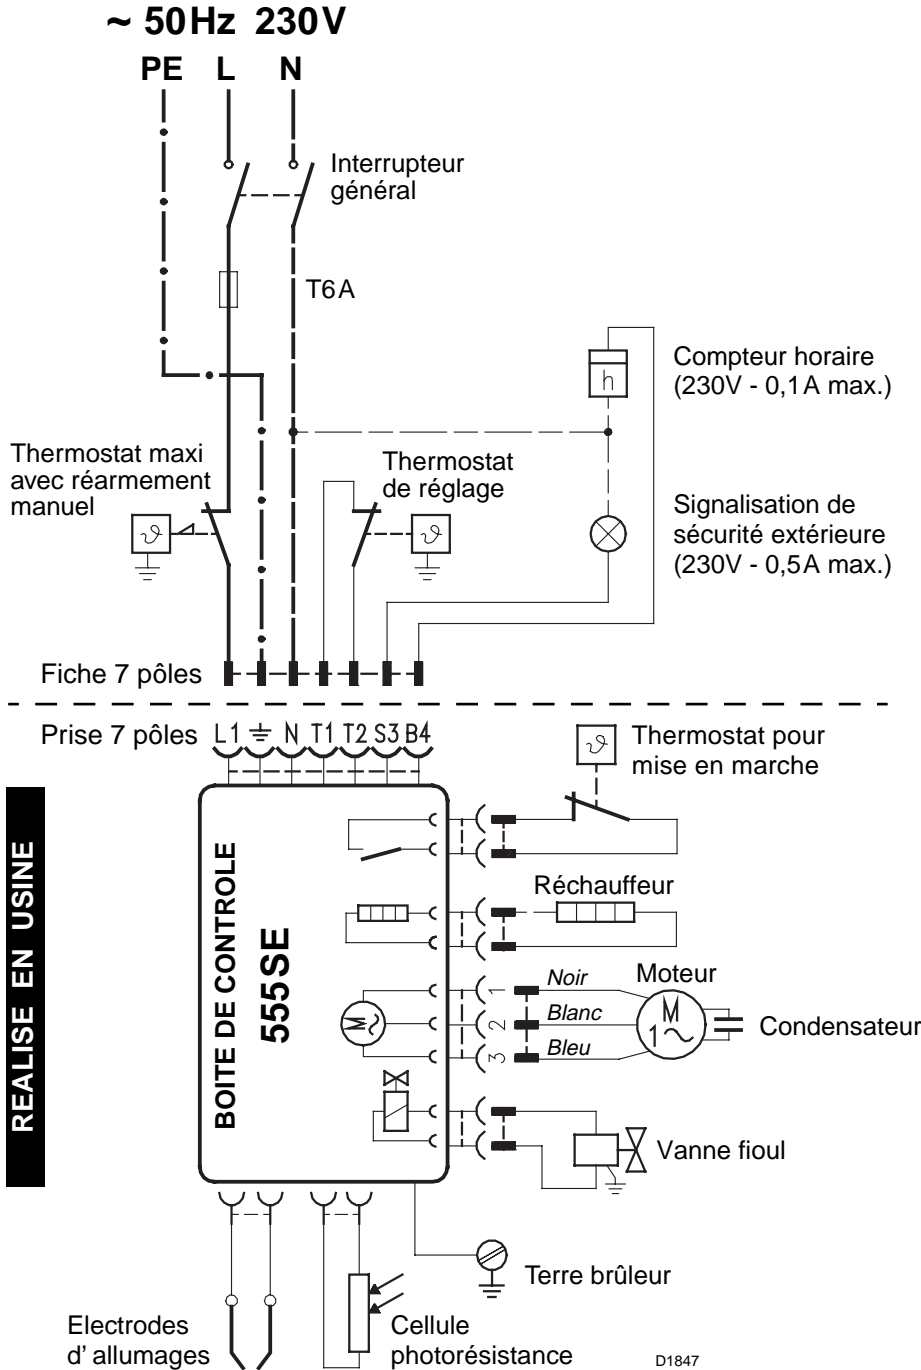 ~ 50Hz 230V
PE L N
Interrupteur
général
T6A
Compteur horaire
(230V - 0,1A max.)
h
Thermostat maxi
avec réarmement
manuel
Thermostat
de réglage
Signalisation de
sécurité extérieure
(230V - 0,5A max.)
ϑ
ϑ
Fiche 7 pôles
Prise 7 pôles
L1 N T1 T2 S3 B4
ϑ
Thermostat pour
mise en marche
REALISE EN USINE
BOITE DE CONTROLE
555SE
Réchauffeur
1 Noir
2 Blanc
3 Bleu
Moteur
M
1~
M~
Condensateur
Vanne fioul
Terre brûleur
Electrodes
d' allumages
Cellule
photorésistance
D1847